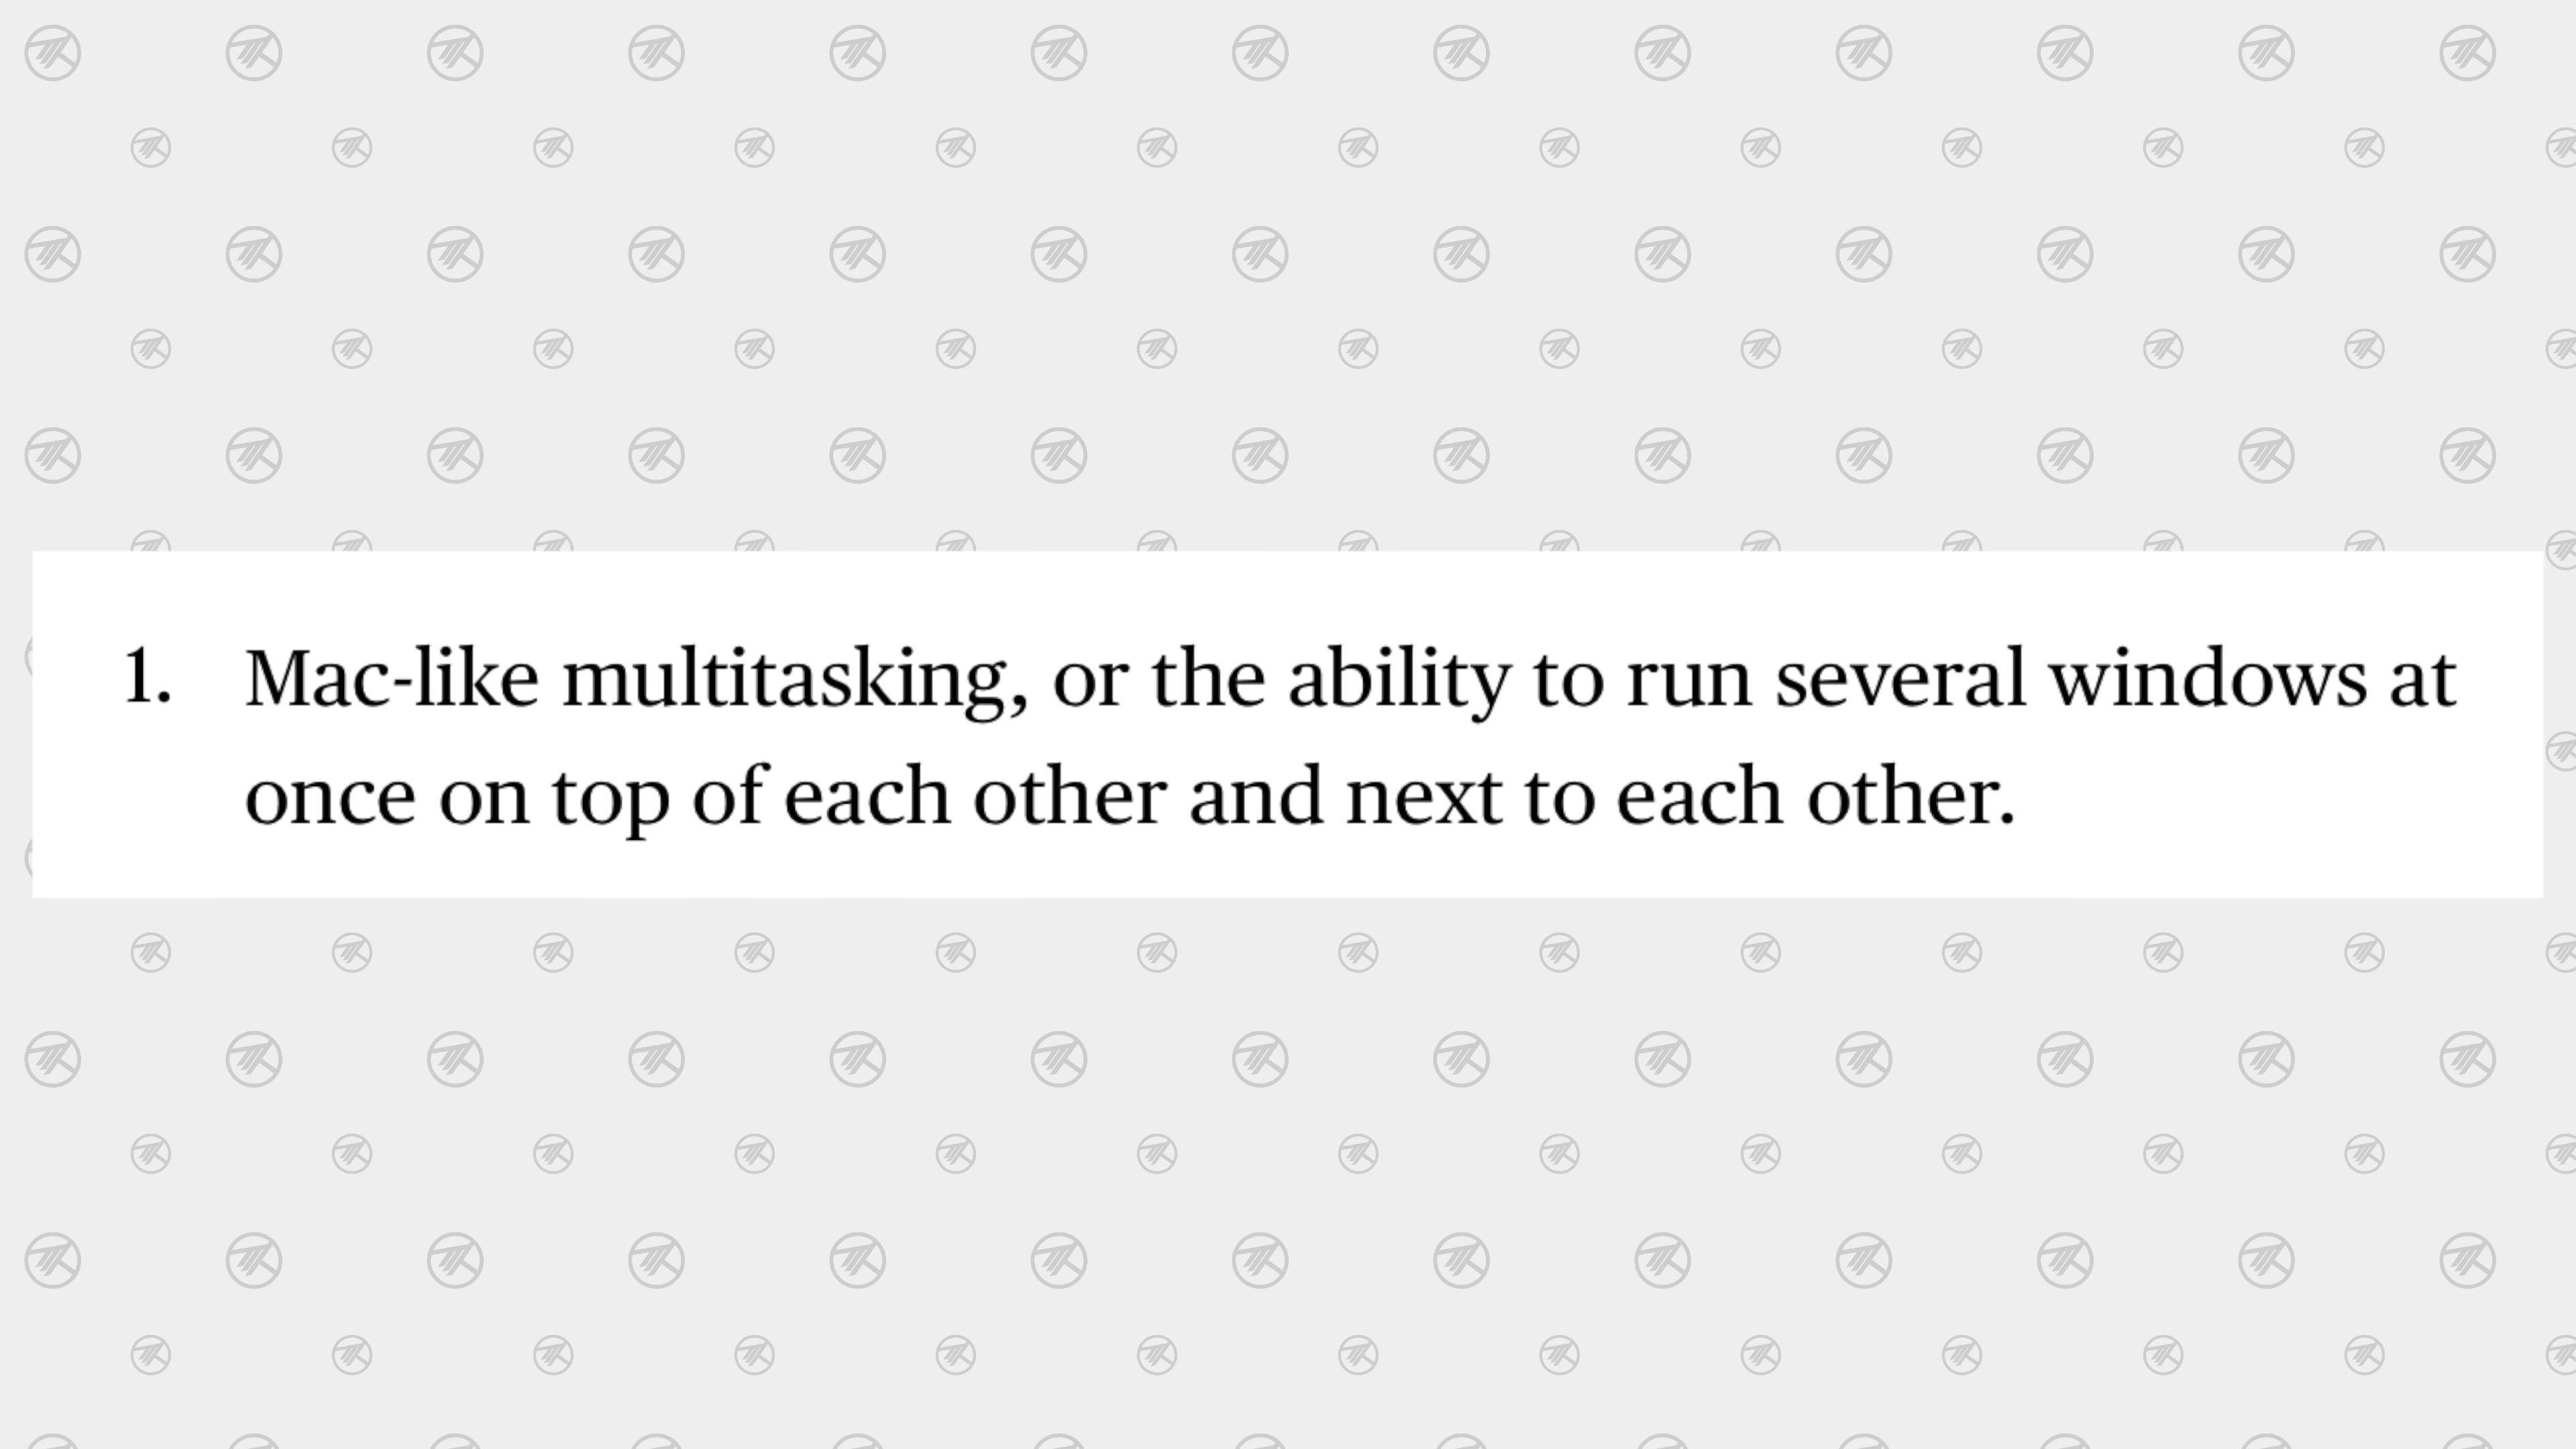 1. Mac-like multitasking, or the ability to run several windows at
once on top of each other and next to each other.